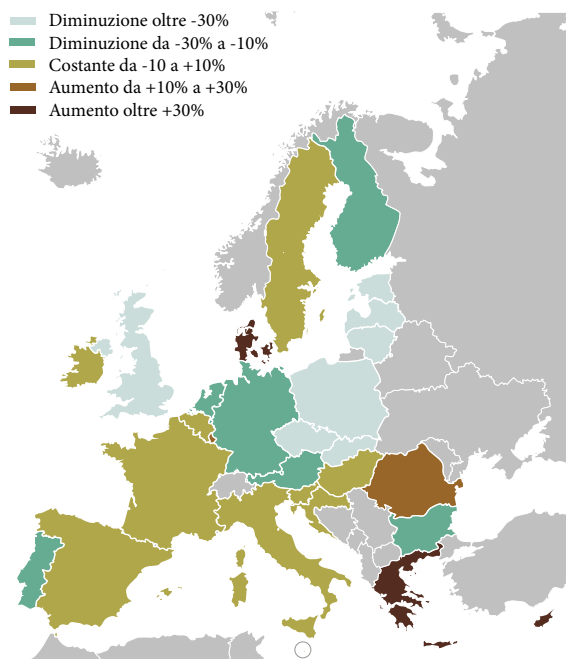 Diminuzione oltre -30%
Diminuzione da -30% a -10%
Costante da -10 a +10%
Aumento da +10% a +30%
Aumento oltre +30%